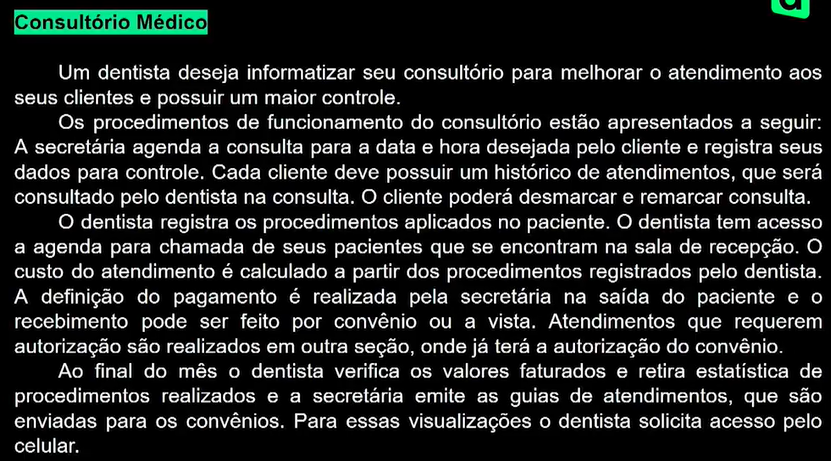 Consultório Médico
Um dentista deseja informatizar seu consultório para melhorar o atendimento aos
seus clientes e possuir um maior controle.
Os procedimentos de funcionamento do consultório estão apresentados a seguir:
A secretária agenda a consulta para a data e hora desejada pelo cliente e registra seus
dados para controle. Cada cliente deve possuir um histórico de atendimentos, que será
consultado pelo dentista na consulta. O cliente poderá desmarcar e remarcar consulta.
O dentista registra os procedimentos aplicados no paciente. O dentista tem acesso
a agenda para chamada de seus pacientes que se encontram na sala de recepção. O
custo do atendimento é calculado a partir dos procedimentos registrados pelo dentista.
A definição do pagamento é realizada pela secretária na saída do paciente e o
recebimento pode ser feito por convênio ou a vista. Atendimentos que requerem
autorização são realizados em outra seção, onde já terá a autorização do convênio.
Ao final do mês o dentista verifica os valores faturados e retira estatística de
procedimentos realizados e a secretária emite as guias de atendimentos, que são
enviadas para os convênios. Para essas visualizações o dentista solicita acesso pelo
celular.